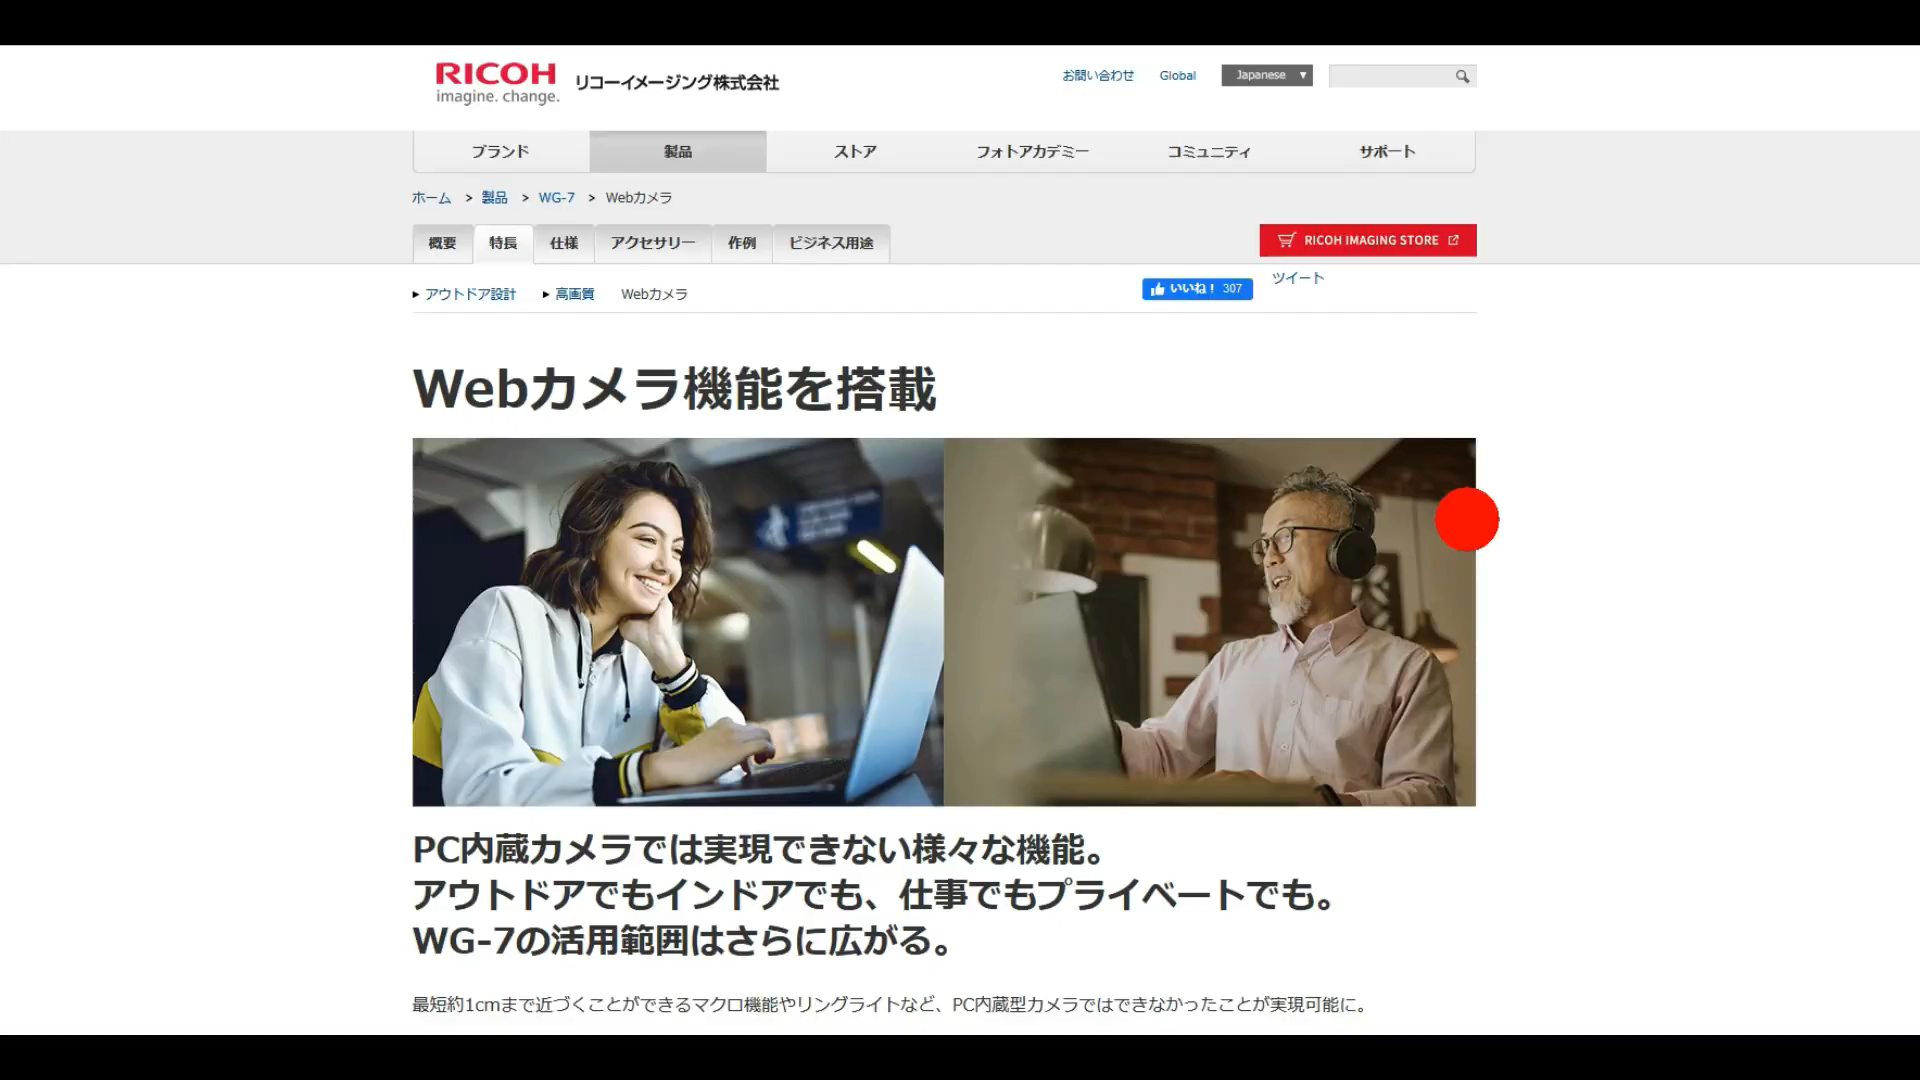 RICOH
imagine. change.
リコーイメージング株式会社
お問い合わせ Global Japanese ▼
ブランド 製品 ストア フォトアカデミー コミュニティ サポート
ホーム > 製品 > WG-7 > Webカメラ
概要 特長 仕様 アクセサリー 作例 ビジネス用途
RICOH IMAGING STORE
アウトドア設計 高画質 Webカメラ
いいね！ 307
ツイート
Webカメラ機能を搭載
PC内蔵カメラでは実現できない様々な機能。
アウトドアでもインドアでも、仕事でもプライベートでも。
WG-7の活用範囲はさらに広がる。
最短約1cmまで近づくことができるマクロ機能やリングライトなど、PC内蔵型カメラではできなかったことが実現可能に。